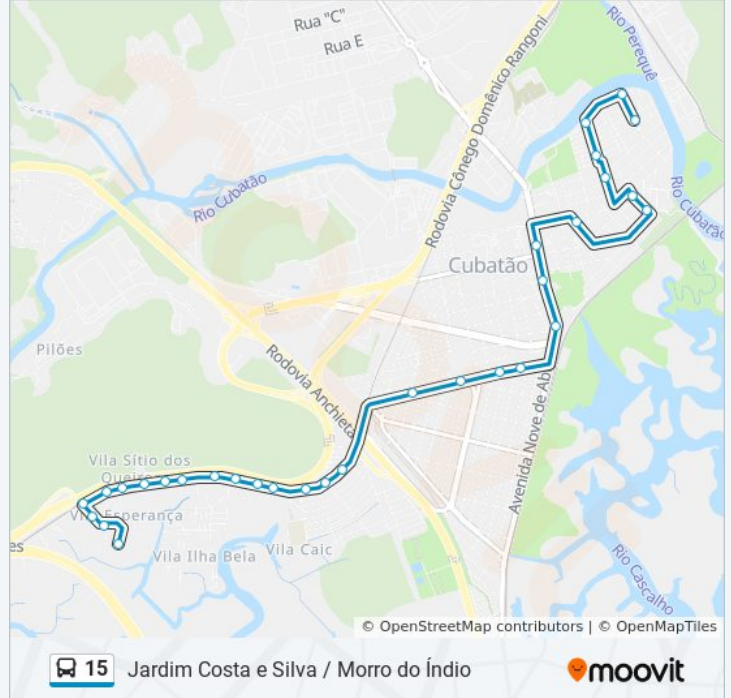 Rua "C"
Rua E
Rio Perequê
Rodovia Cônego Domênico Rangoni
Rio Cubatão
Rio Cubatão
Cubatão
Pilões
Rodovia Anchieta
Avenida Nove de Ab
Vila Sítio dos
Queiro
Vila Esperança
es
Vila Ilha Bela
Vila Caic
Rio Cascalho
© OpenStreetMap contributors | © OpenMapTiles
15 Jardim Costa e Silva / Morro do Índio
moovit